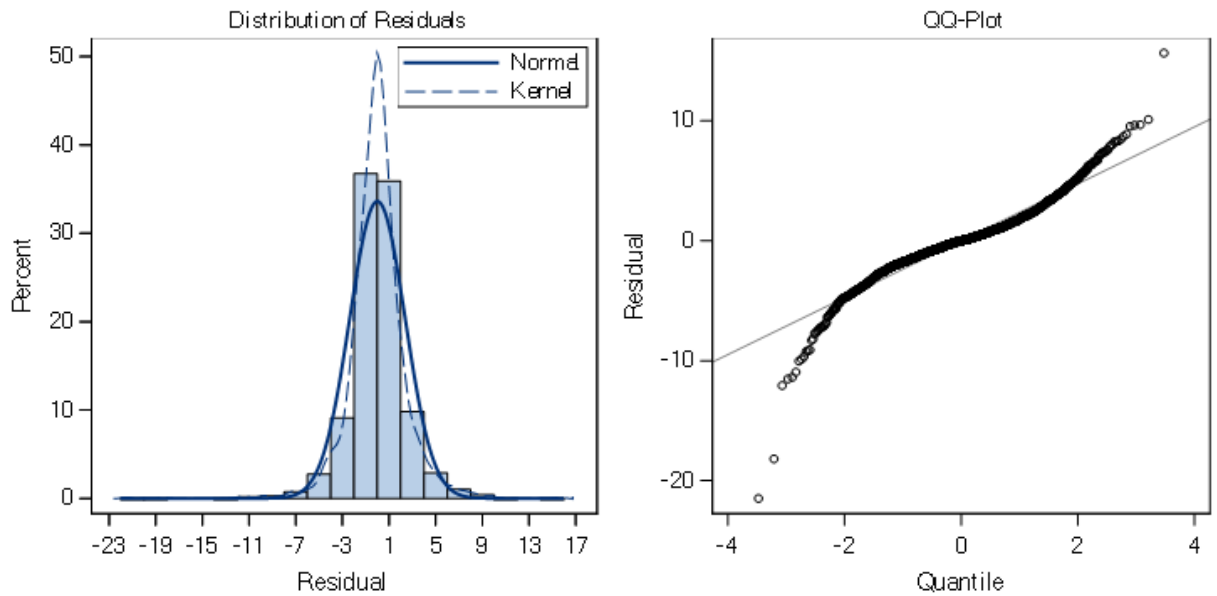 Distribution of Residuals
Percent
50
40
30
20
10
0
Normal
Kernel
-23 -19 -15 -11 -7 -3 1 5 9 13 17
Residual
QQ-Plot
Residual
10
0
-10
-20
-4 -2 0 2 4
Quantile